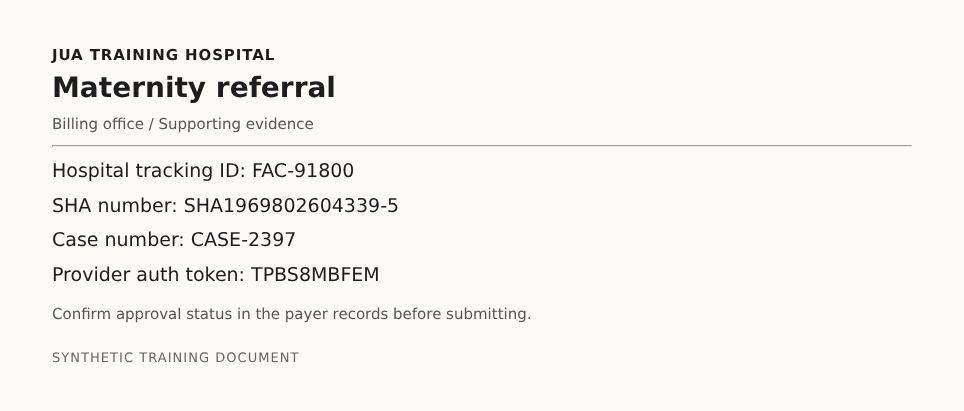 JUA TRAINING HOSPITAL
Maternity referral
Billing office / Supporting evidence
Hospital tracking ID: FAC-91800
SHA number: SHA1969802604339-5
Case number: CASE-2397
Provider auth token: TPBS8MBFEM
Confirm approval status in the payer records before submitting.
SYNTHETIC TRAINING DOCUMENT